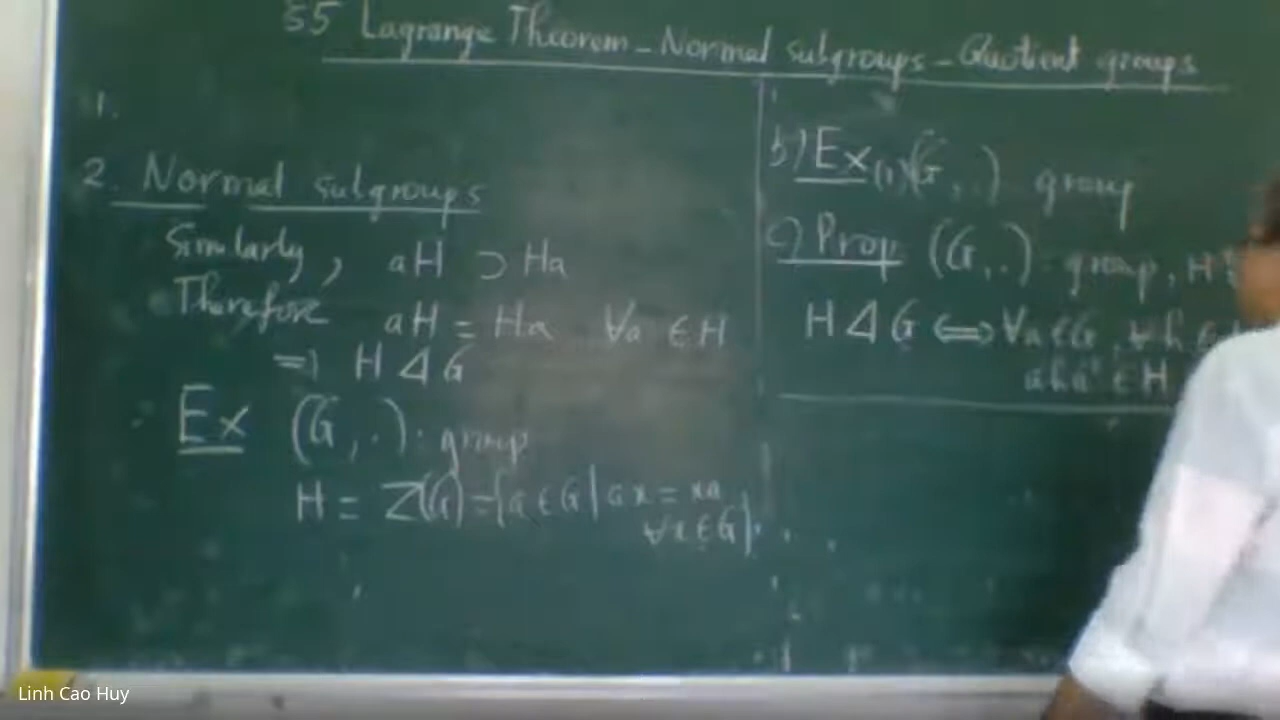 §5 Lagrange Theorem - Normal subgroups - Quotient groups
1.
2. Normal subgroups
Similarly, aH ⊃ Ha
Therefore aH = Ha ∀a ∈ H
=> H ⊲ G
Ex (G, .): group
H = Z(G) = {a ∈ G | ax = xa
∀x ∈ G}.
b) Ex (1) (G, .) group
c) Prop (G, .): group, H
H ⊲ G <=> ∀a ∈ G, ∀h ∈
aha⁻¹ ∈ H
Linh Cao Huy